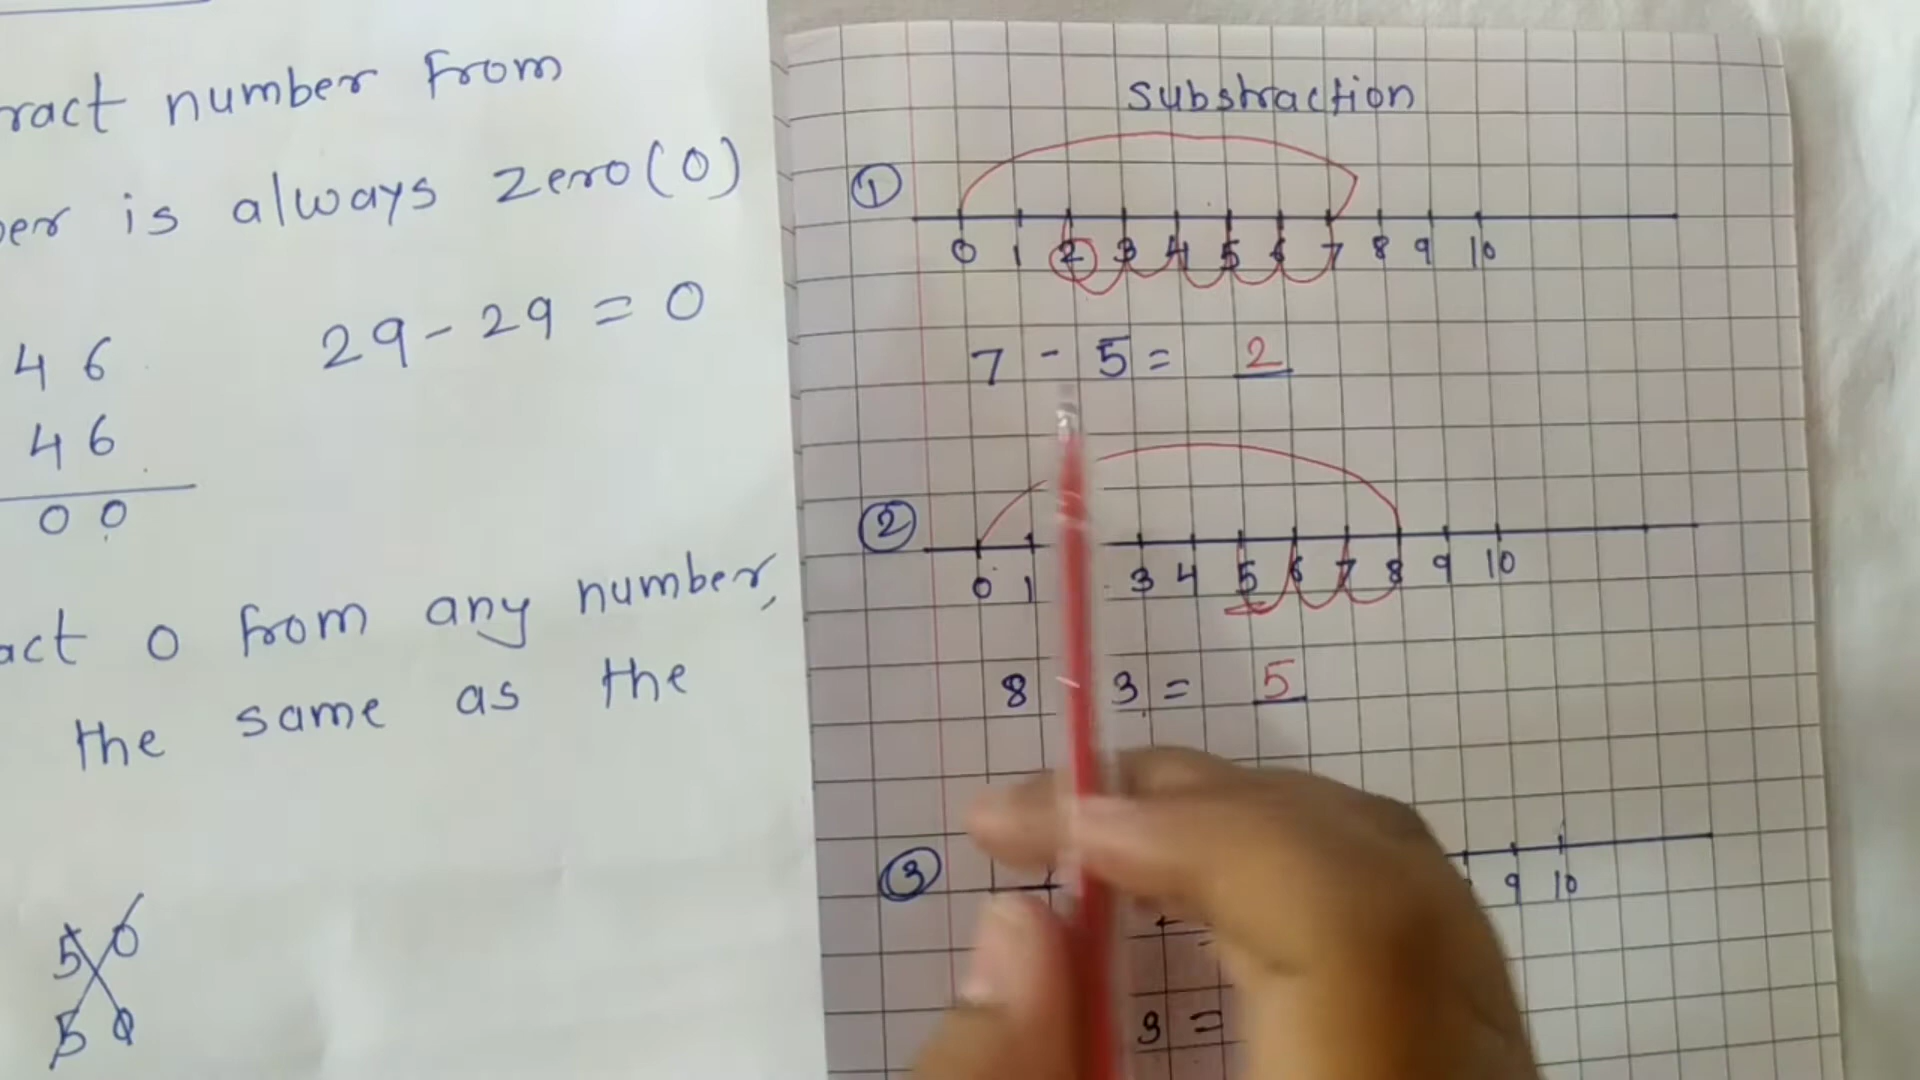 ract number from
er is always zero (0)
46
46
00
29 - 29 = 0
act 0 from any number,
the same as the
50
50
Substraction
①
0 1 2 3 4 5 6 7 8 9 10
7 - 5 = 2
②
0 1 3 4 5 6 7 8 9 10
8 3 = 5
③
9 10
=